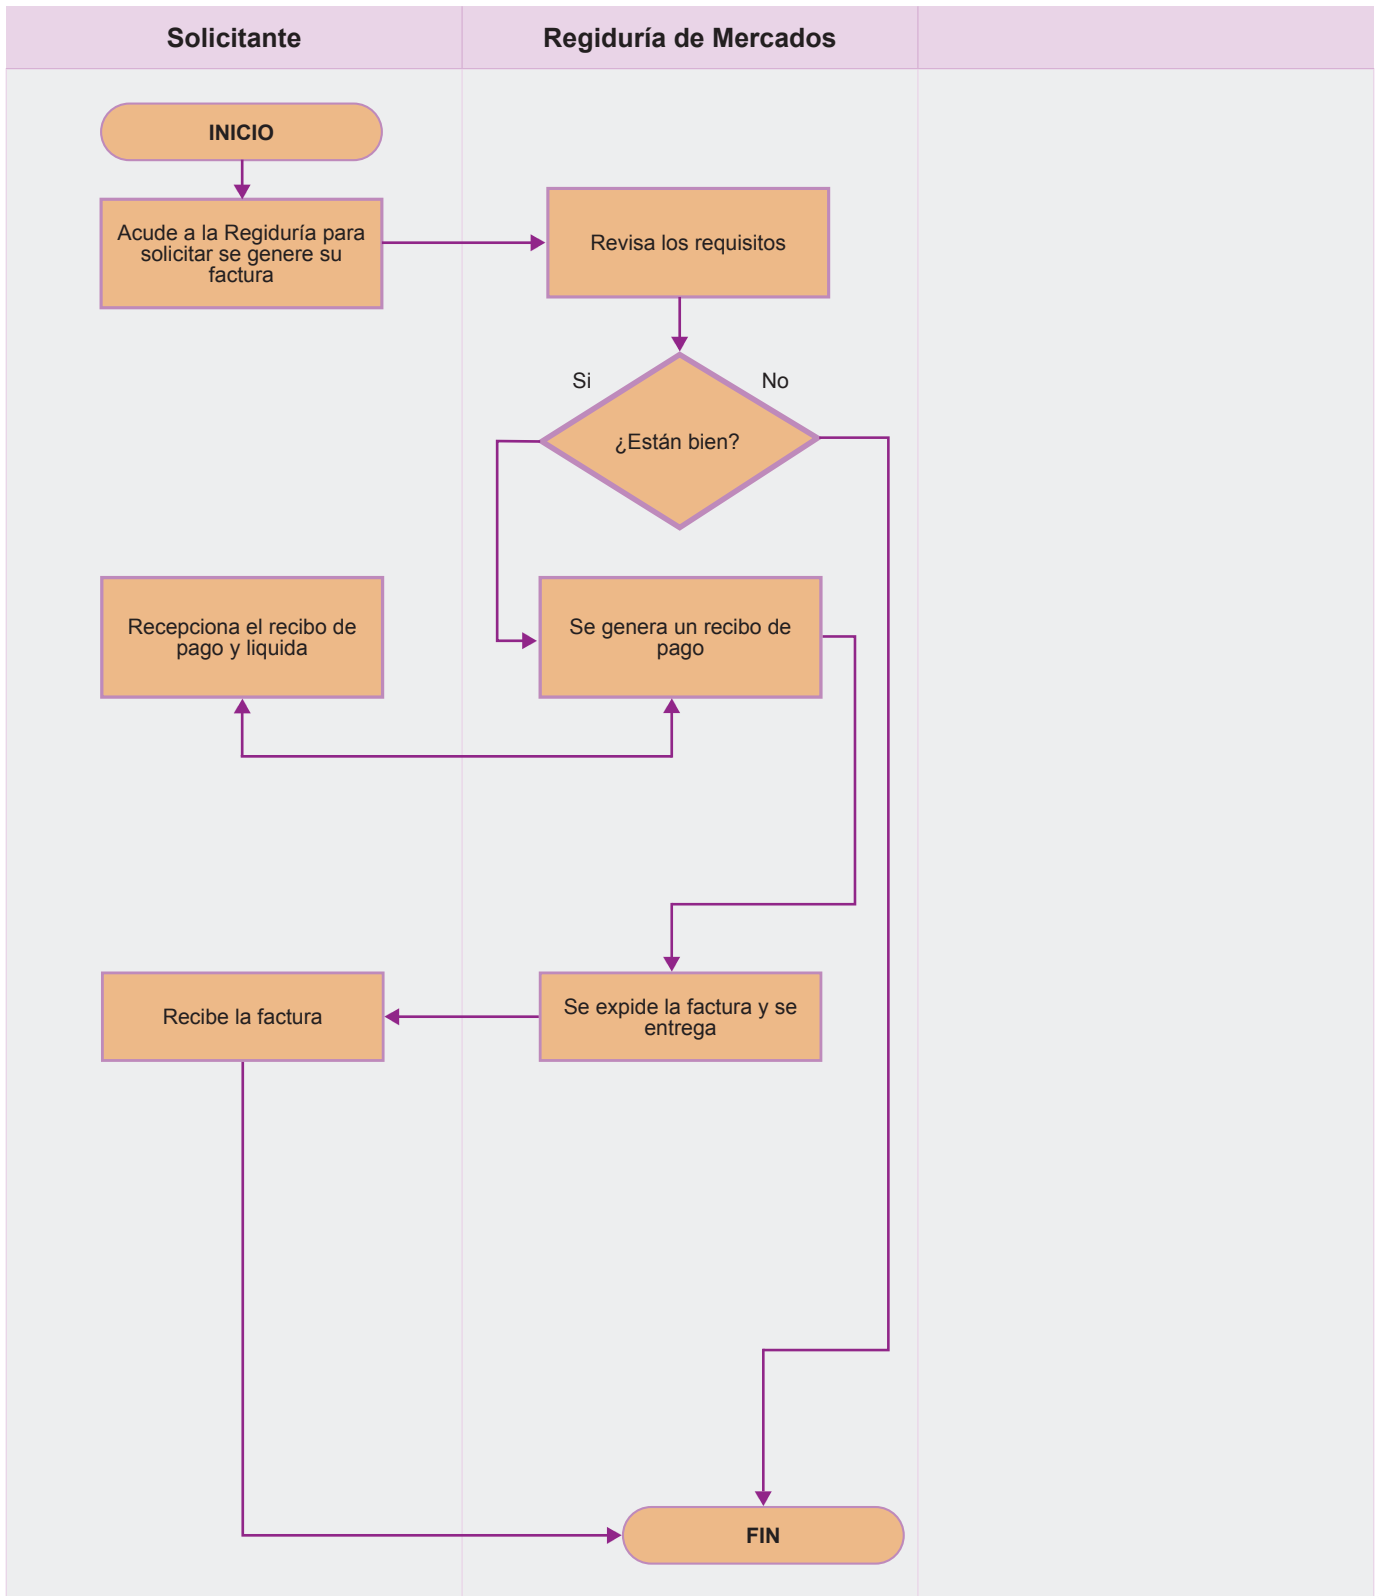 Solicitante
Regiduría de Mercados
INICIO
Acude a la Regiduría para
solicitar se genere su
factura
Revisa los requisitos
Si
No
¿Están bien?
Recepciona el recibo de
pago y liquida
Se genera un recibo de
pago
Recibe la factura
Se expide la factura y se
entrega
FIN